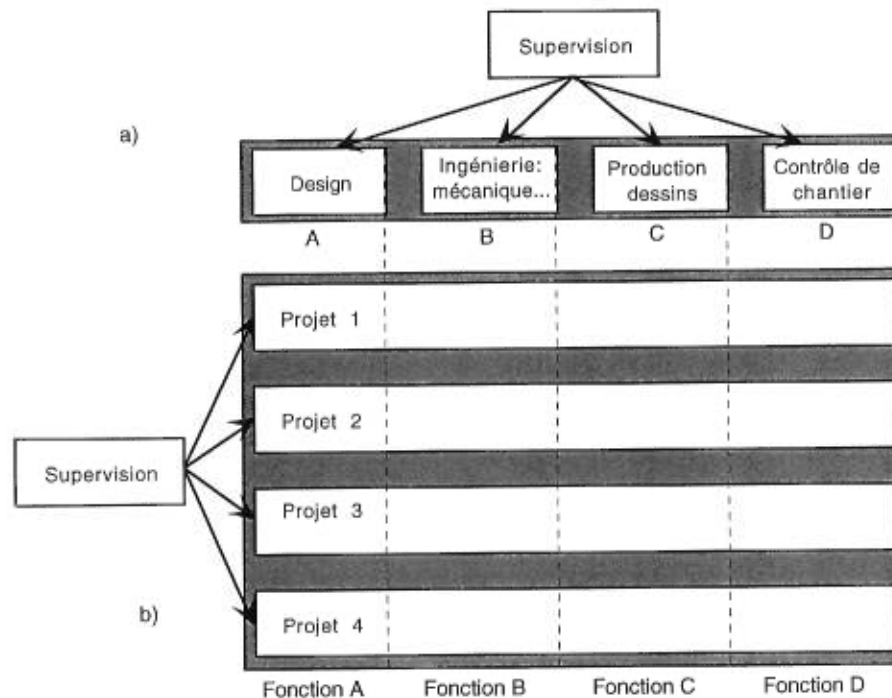 Supervision
a)
Design
Ingénierie:
mécanique...
Production
dessins
Contrôle de
chantier
A
B
C
D
Projet 1
Projet 2
Supervision
Projet 3
b)
Projet 4
Fonction A
Fonction B
Fonction C
Fonction D